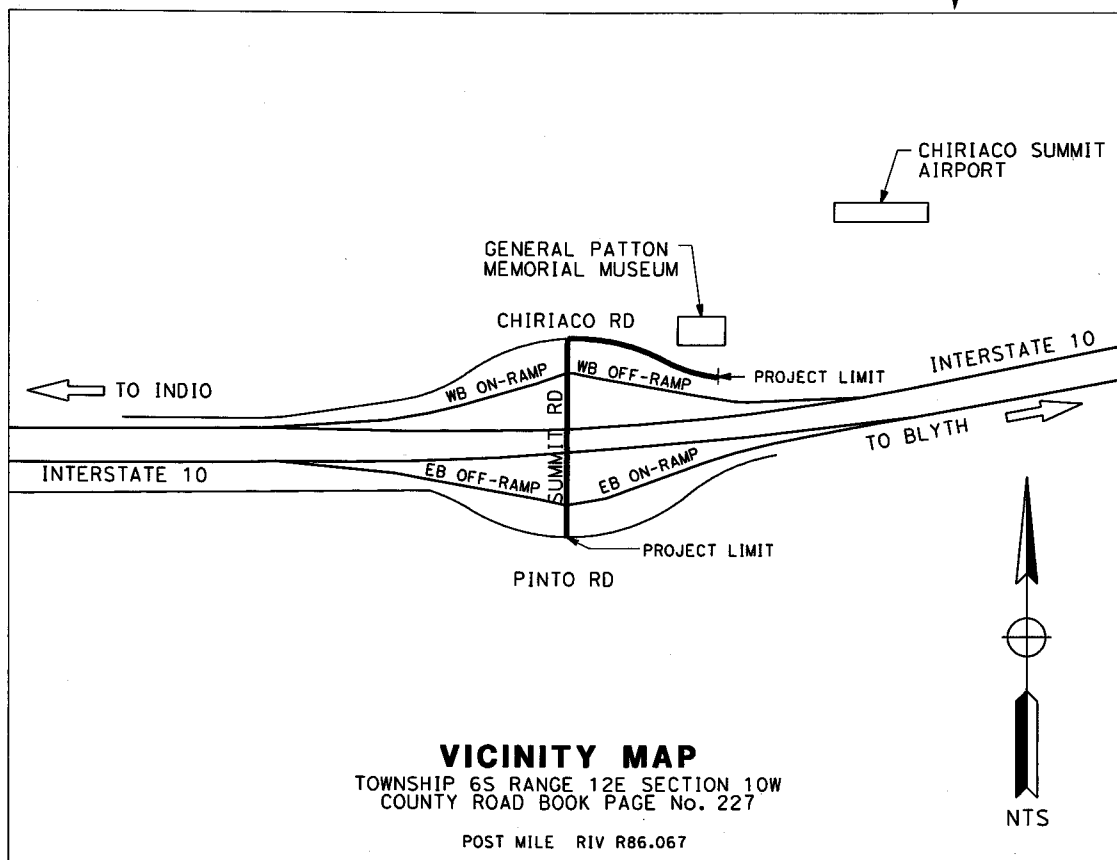 CHIRIACO SUMMIT
AIRPORT
GENERAL PATTON
MEMORIAL MUSEUM
CHIRIACO RD
INTERSTATE 10
WB ON-RAMP
WB OFF-RAMP
PROJECT LIMIT
TO INDIO
SUMMIT RD
TO BLYTH
INTERSTATE 10
EB OFF-RAMP
EB ON-RAMP
PROJECT LIMIT
PINTO RD
VICINITY MAP
TOWNSHIP 6S RANGE 12E SECTION 10W
COUNTY ROAD BOOK PAGE No. 227
POST MILE RIV R86.067
NTS